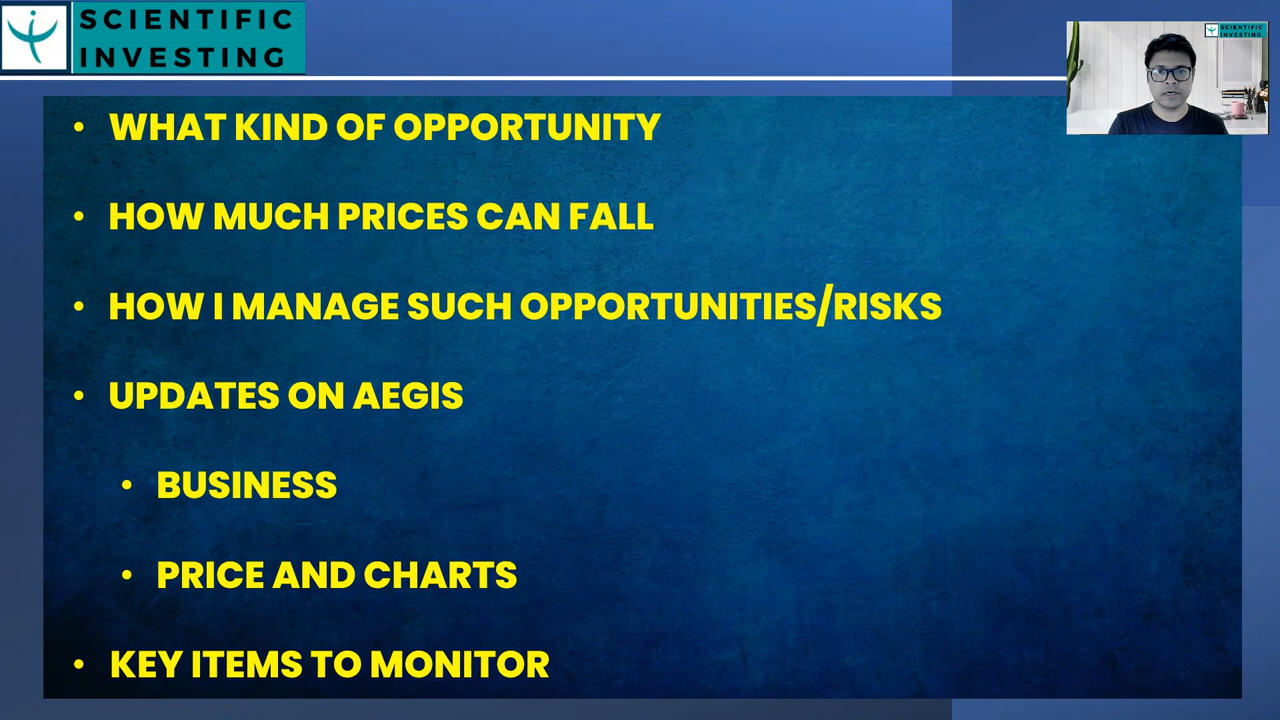 SCIENTIFIC
INVESTING
SCIENTIFIC
INVESTING
• WHAT KIND OF OPPORTUNITY
• HOW MUCH PRICES CAN FALL
• HOW I MANAGE SUCH OPPORTUNITIES/RISKS
• UPDATES ON AEGIS
• BUSINESS
• PRICE AND CHARTS
• KEY ITEMS TO MONITOR